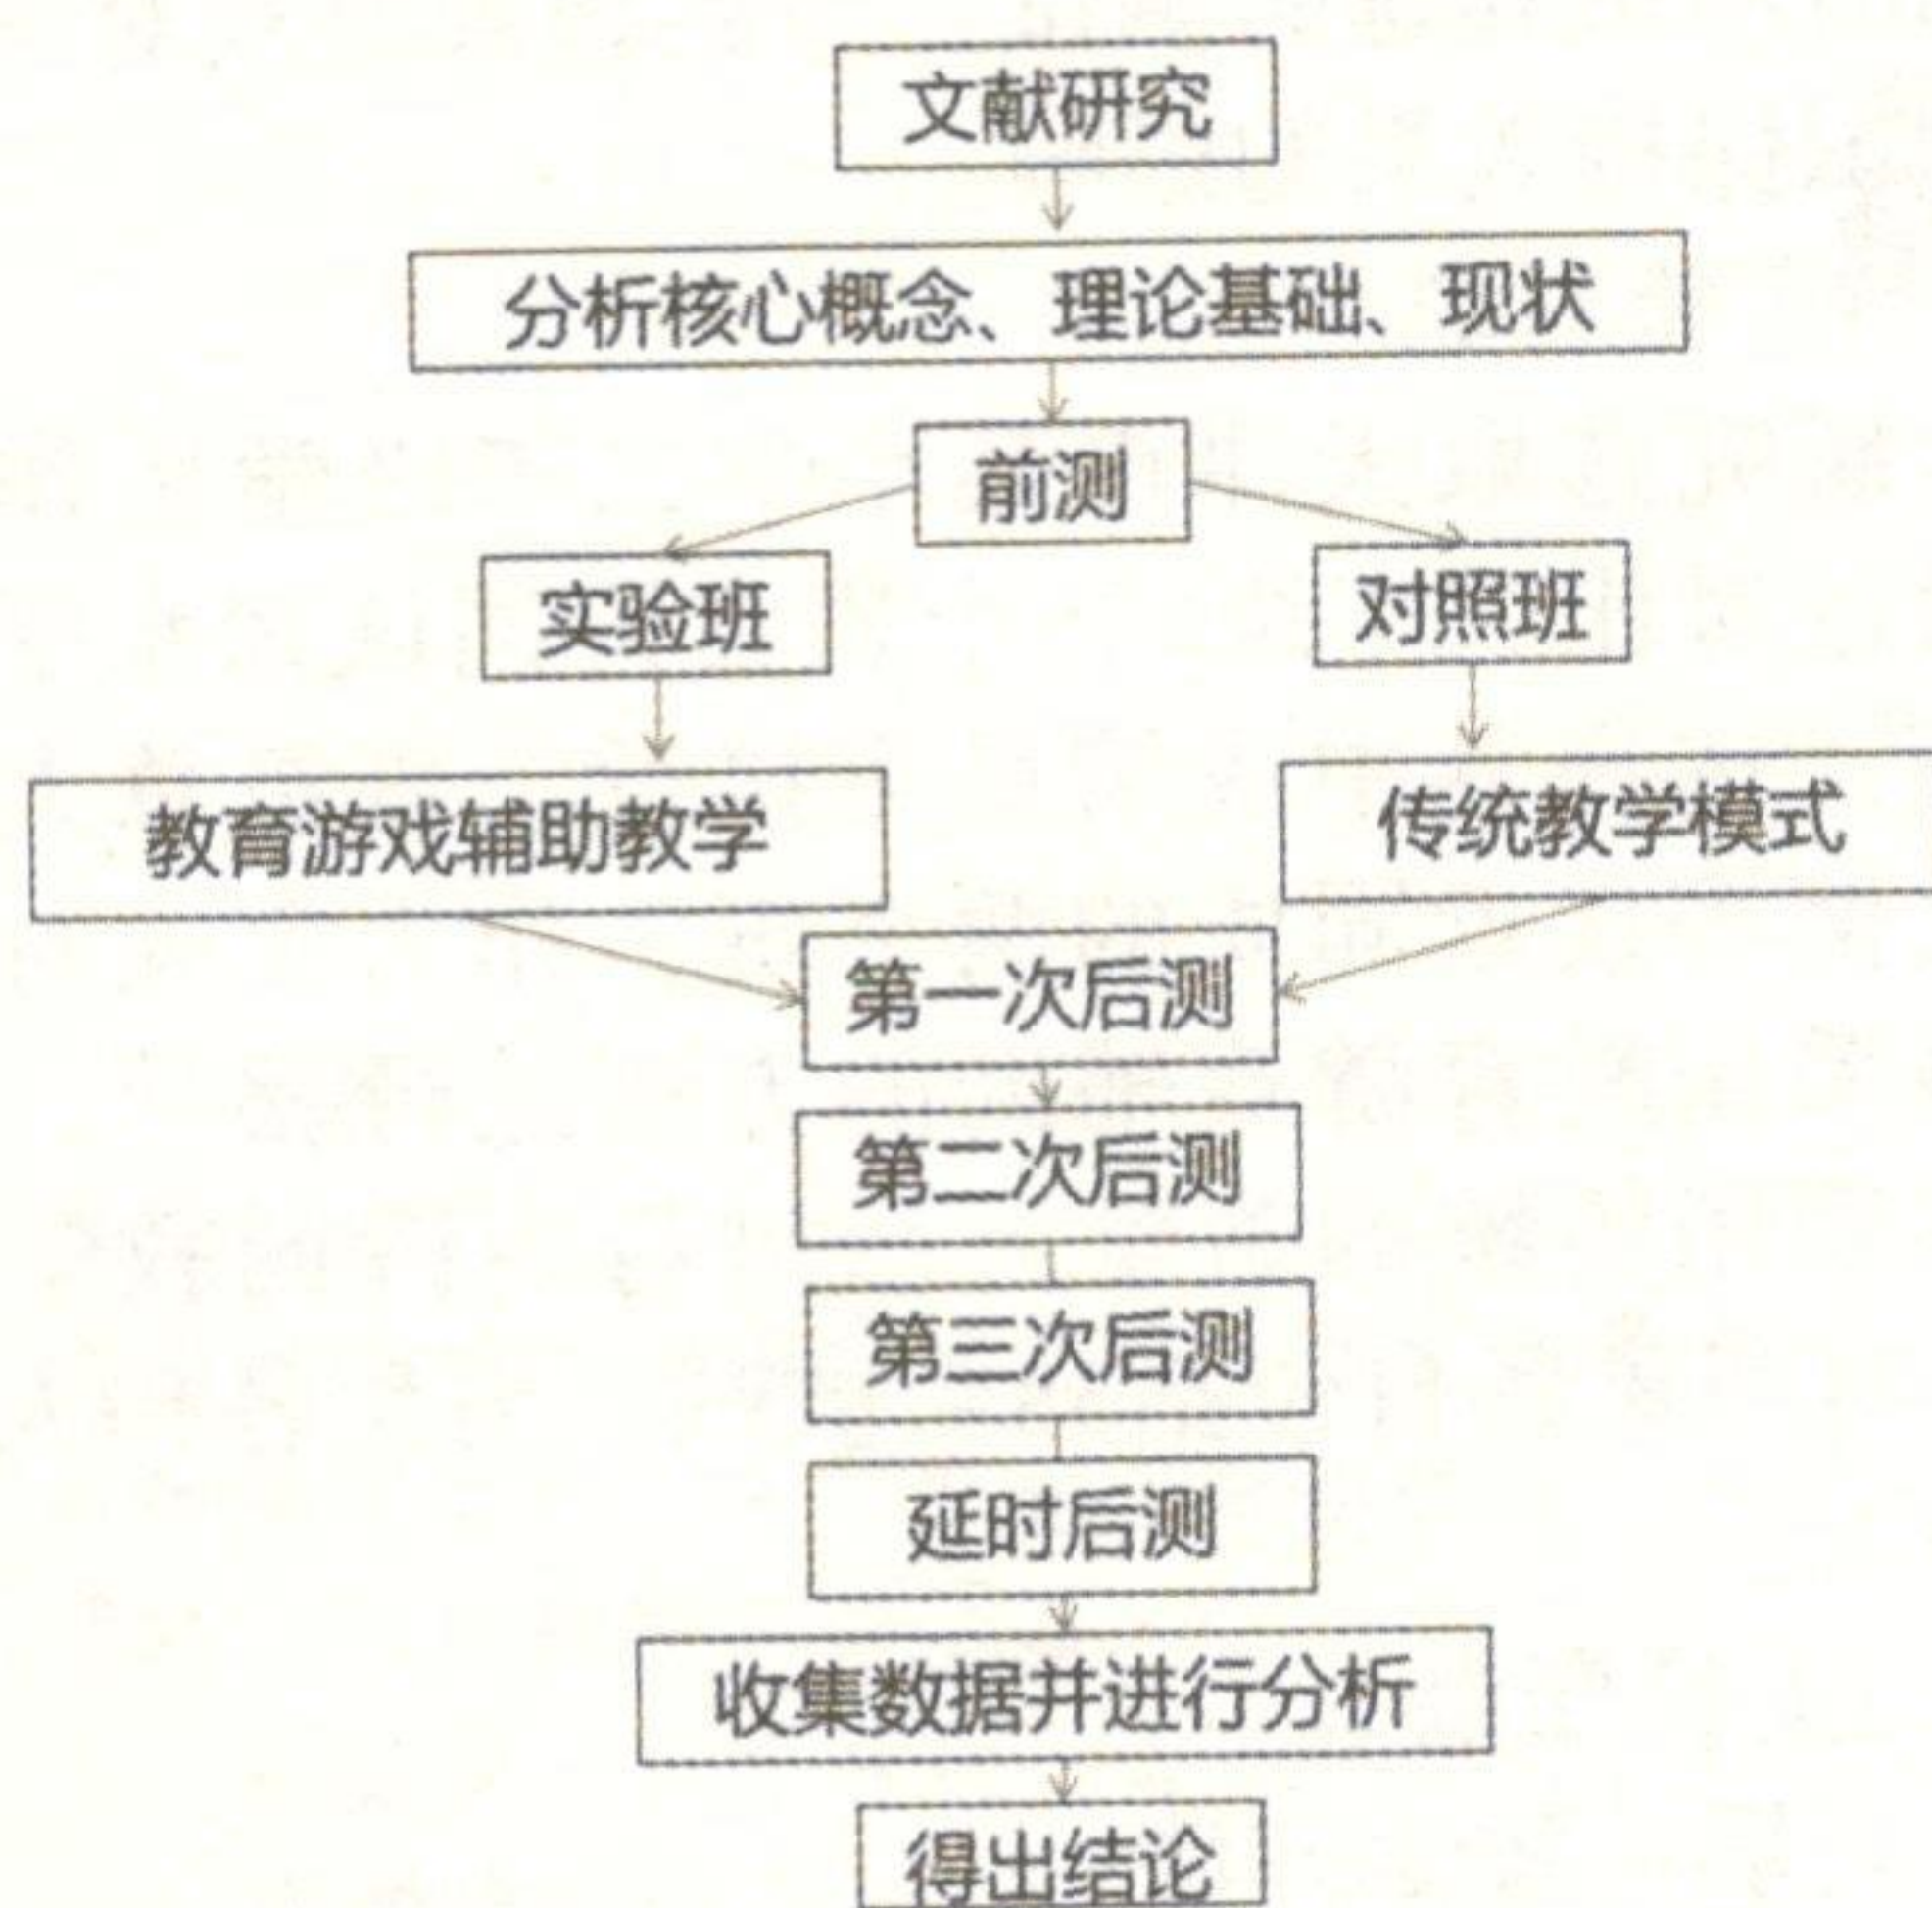 文献研究
分析核心概念、理论基础、现状
前测
实验班
对照班
教育游戏辅助教学
传统教学模式
第一次后测
第二次后测
第三次后测
延时后测
收集数据并进行分析
得出结论